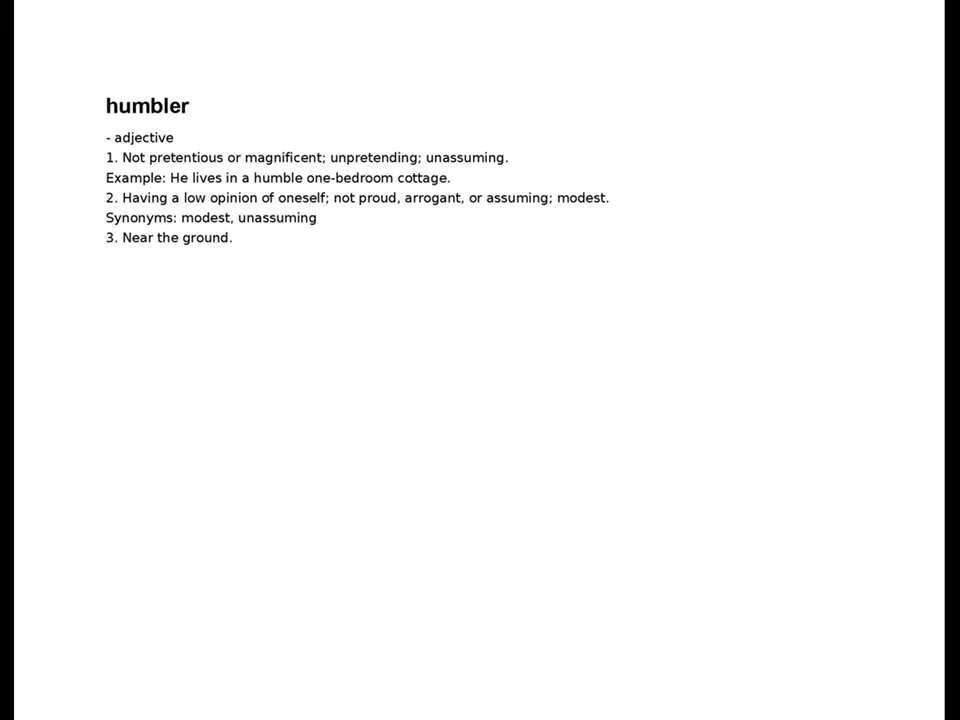 humbler
- adjective
1. Not pretentious or magnificent; unpretending; unassuming.
Example: He lives in a humble one-bedroom cottage.
2. Having a low opinion of oneself; not proud, arrogant, or assuming; modest.
Synonyms: modest, unassuming
3. Near the ground.